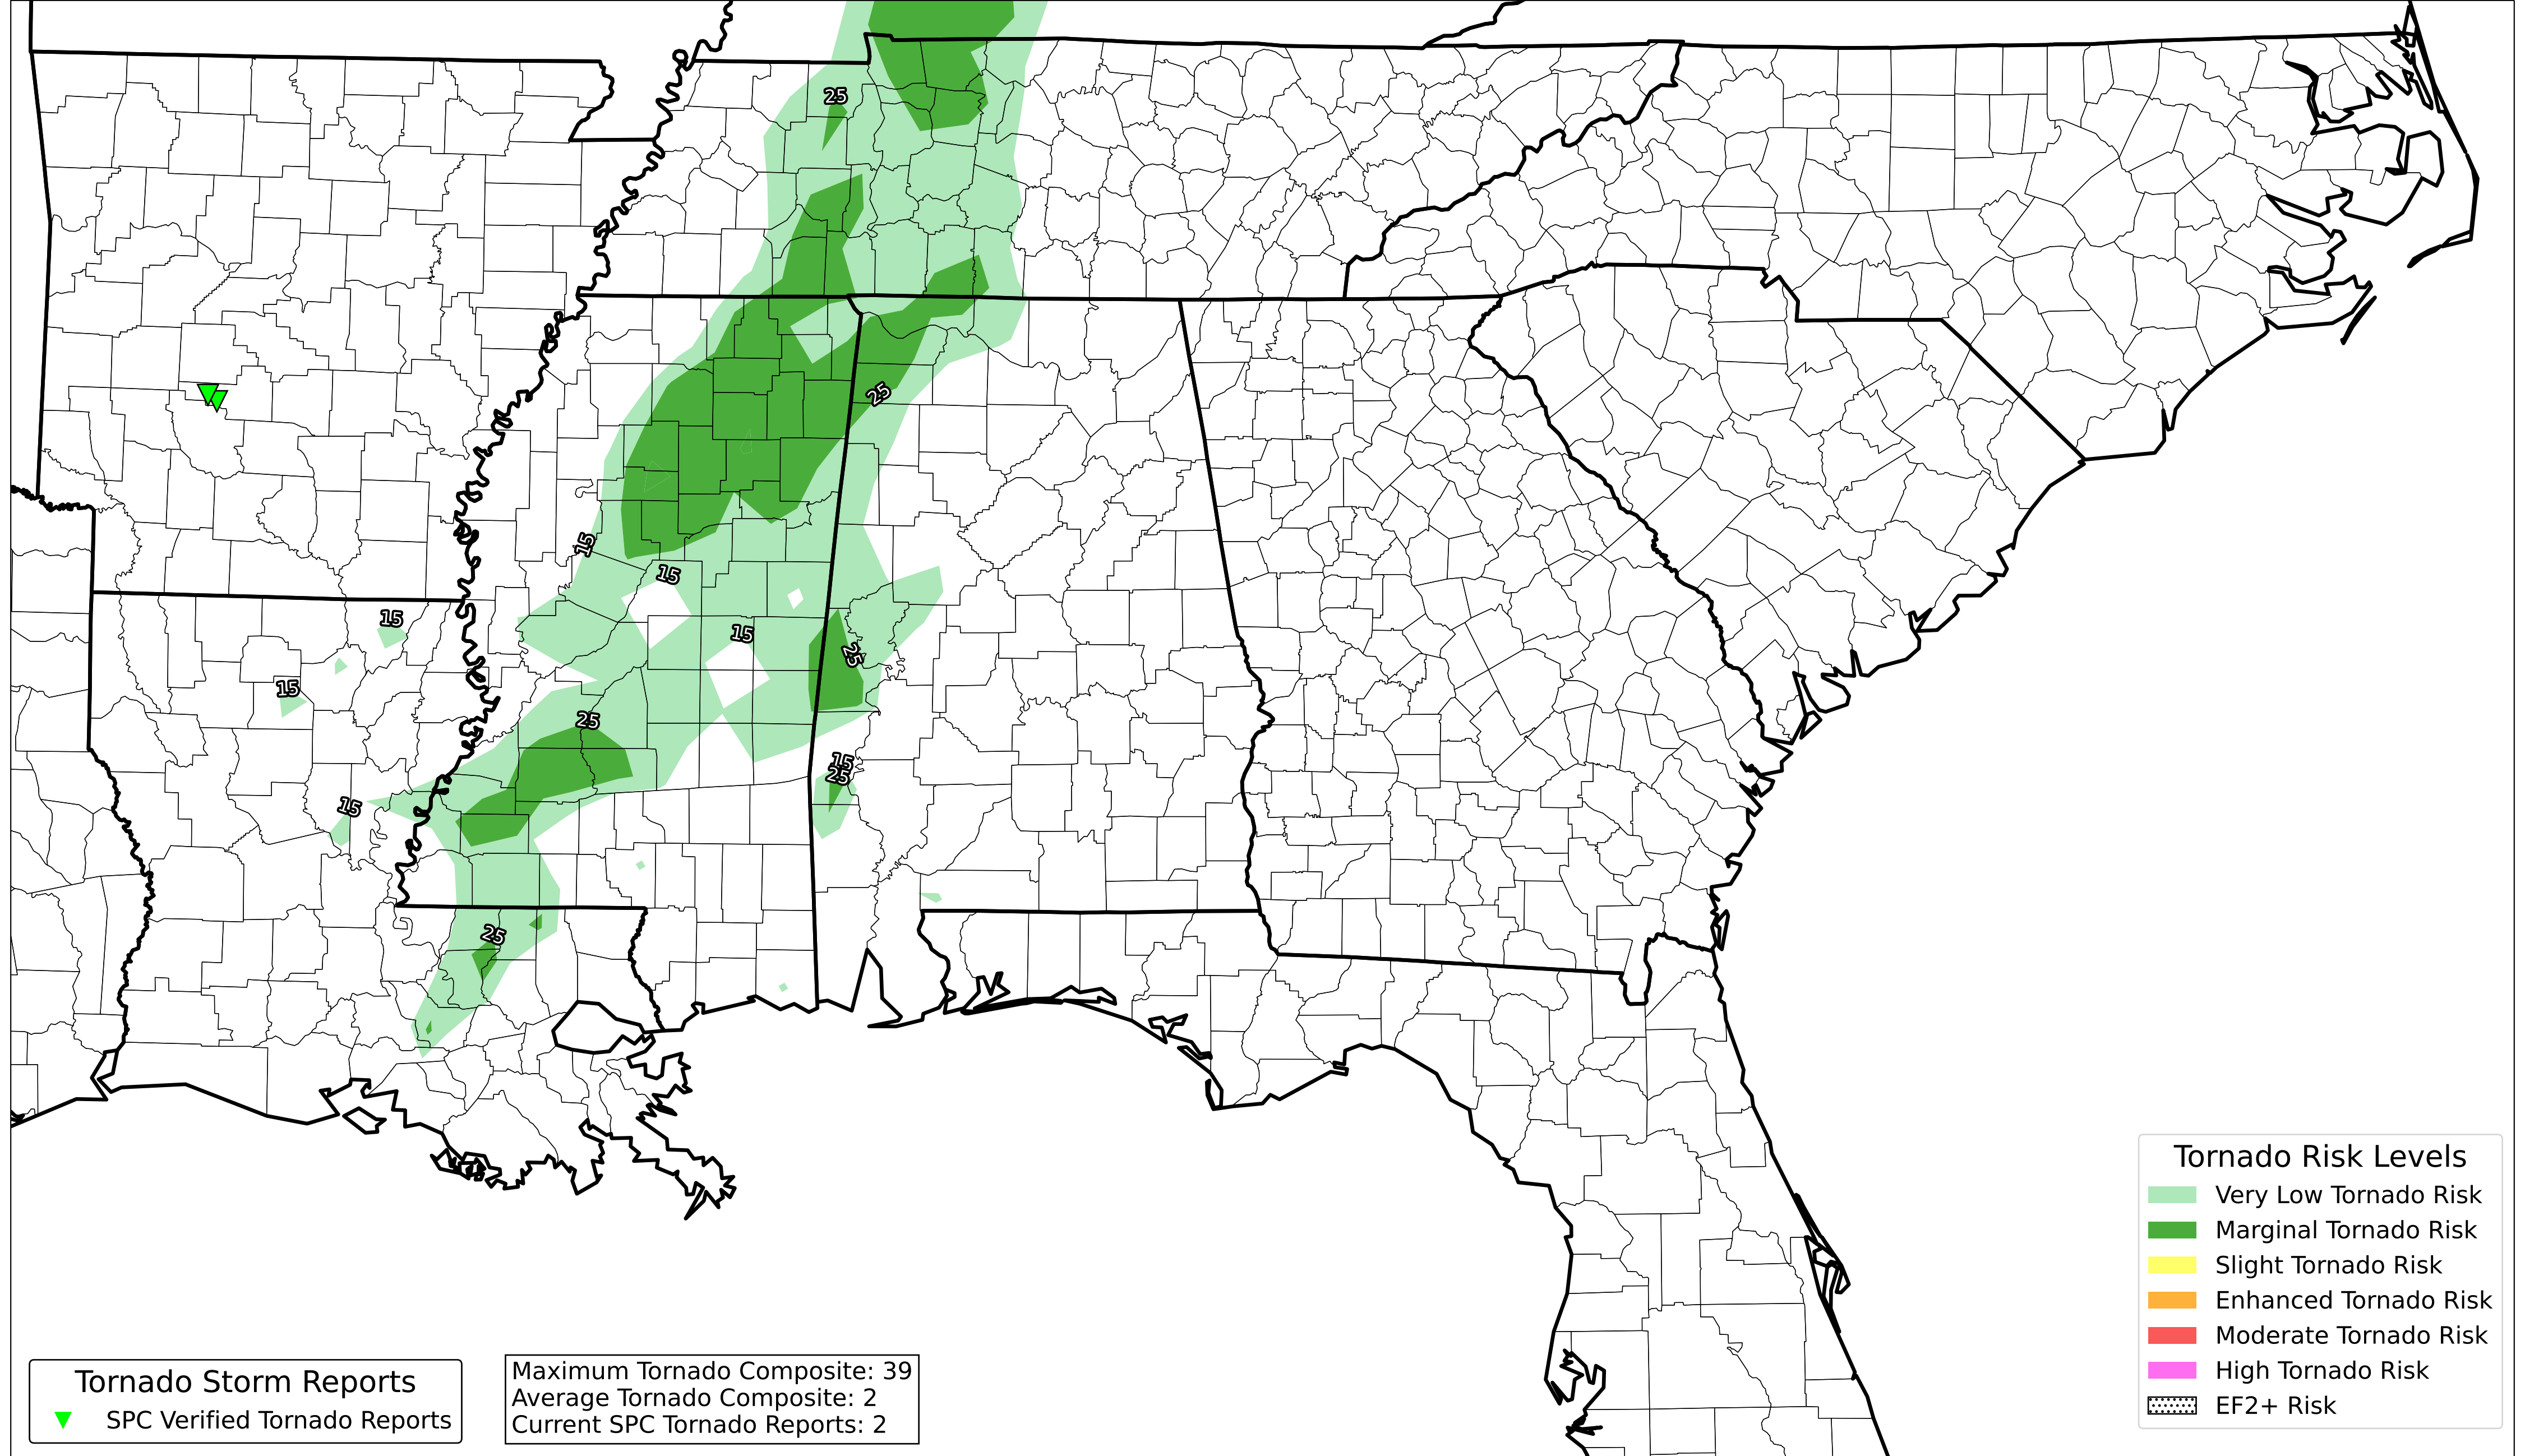 25
25
15
15
15
15
25
15
25
15
25
15
25
Tornado Risk Levels
Very Low Tornado Risk
Marginal Tornado Risk
Slight Tornado Risk
Enhanced Tornado Risk
Moderate Tornado Risk
High Tornado Risk
EF2+ Risk
Tornado Storm Reports
SPC Verified Tornado Reports
Maximum Tornado Composite: 39
Average Tornado Composite: 2
Current SPC Tornado Reports: 2